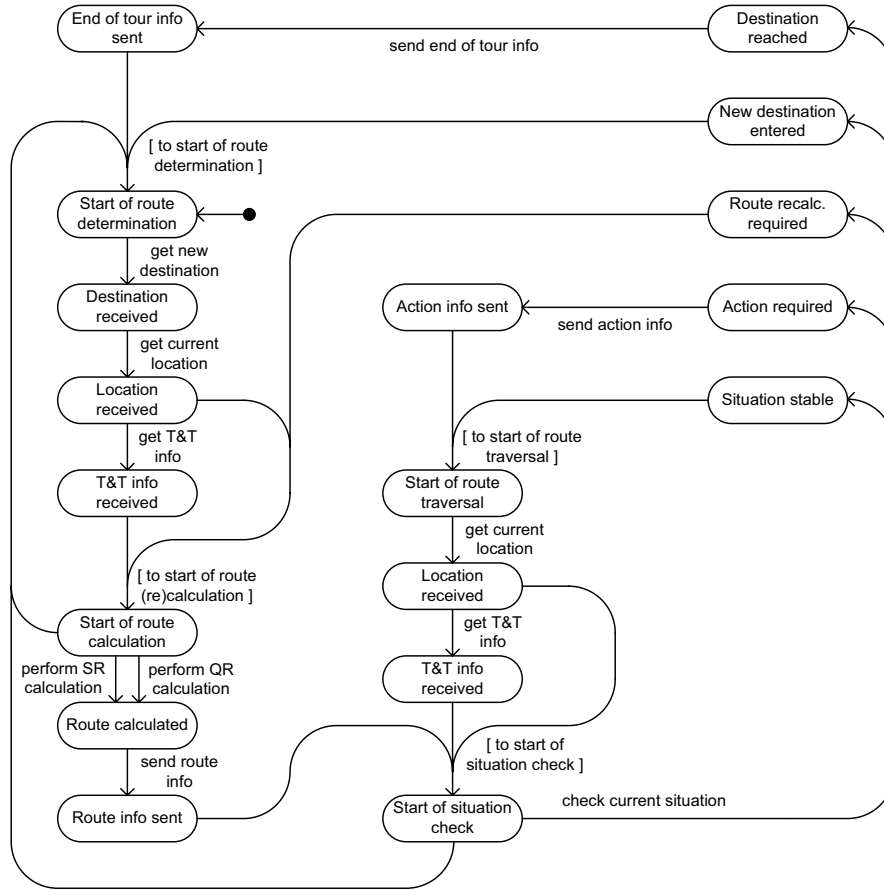 End of tour info
sent
send end of tour info
Destination
reached
New destination
entered
[ to start of route
determination ]
Start of route
determination
Route recalc.
required
get new
destination
Destination
received
Action info sent
send action info
Action required
get current
location
Location
received
Situation stable
get T&T
info
[ to start of route
traversal ]
T&T info
received
Start of route
traversal
get current
location
[ to start of route
(re)calculation ]
Location
received
Start of route
calculation
get T&T
info
perform SR
calculation
perform QR
calculation
T&T info
received
Route calculated
send route
info
[ to start of
situation check ]
Route info sent
Start of situation
check
check current situation